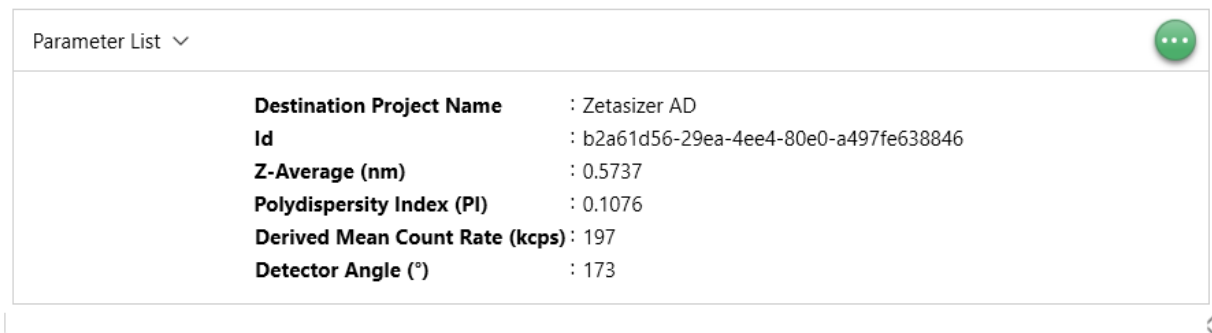 Parameter List
Destination Project Name : Zetasizer AD
Id : b2a61d56-29ea-4ee4-80e0-a497fe638846
Z-Average (nm) : 0.5737
Polydispersity Index (PI) : 0.1076
Derived Mean Count Rate (kcps) : 197
Detector Angle (°) : 173